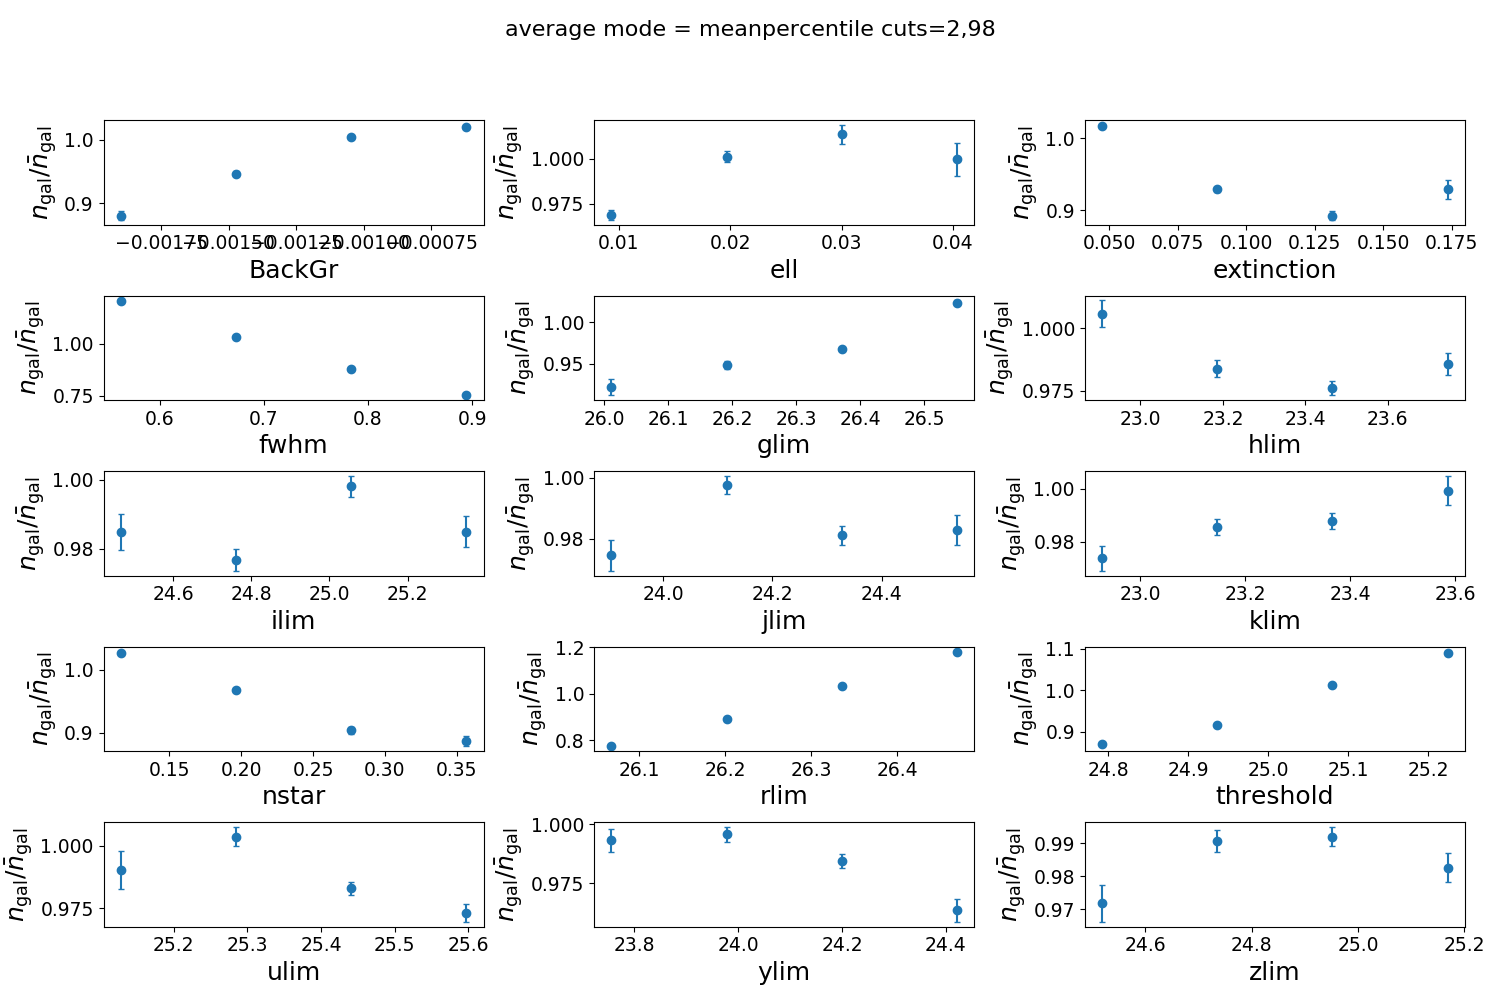 average mode = meanpercentile cuts=2,98
n_gal/n̄_gal
1.0
0.9
−0.00175 −0.00150 −0.00125 −0.00100 −0.00075
BackGr
n_gal/n̄_gal
1.000
0.975
0.01 0.02 0.03 0.04
ell
n_gal/n̄_gal
1.0
0.9
0.050 0.075 0.100 0.125 0.150 0.175
extinction
n_gal/n̄_gal
1.00
0.75
0.6 0.7 0.8 0.9
fwhm
n_gal/n̄_gal
1.00
0.95
26.0 26.1 26.2 26.3 26.4 26.5
glim
n_gal/n̄_gal
1.000
0.975
23.0 23.2 23.4 23.6
hlim
n_gal/n̄_gal
1.00
0.98
24.6 24.8 25.0 25.2
ilim
n_gal/n̄_gal
1.00
0.98
24.0 24.2 24.4
jlim
n_gal/n̄_gal
1.00
0.98
23.0 23.2 23.4 23.6
klim
n_gal/n̄_gal
1.0
0.9
0.15 0.20 0.25 0.30 0.35
nstar
n_gal/n̄_gal
1.2
1.0
0.8
26.1 26.2 26.3 26.4
rlim
n_gal/n̄_gal
1.1
1.0
0.9
24.8 24.9 25.0 25.1 25.2
threshold
n_gal/n̄_gal
1.000
0.975
25.2 25.3 25.4 25.5 25.6
ulim
n_gal/n̄_gal
1.000
0.975
23.8 24.0 24.2 24.4
ylim
n_gal/n̄_gal
0.99
0.98
0.97
24.6 24.8 25.0 25.2
zlim